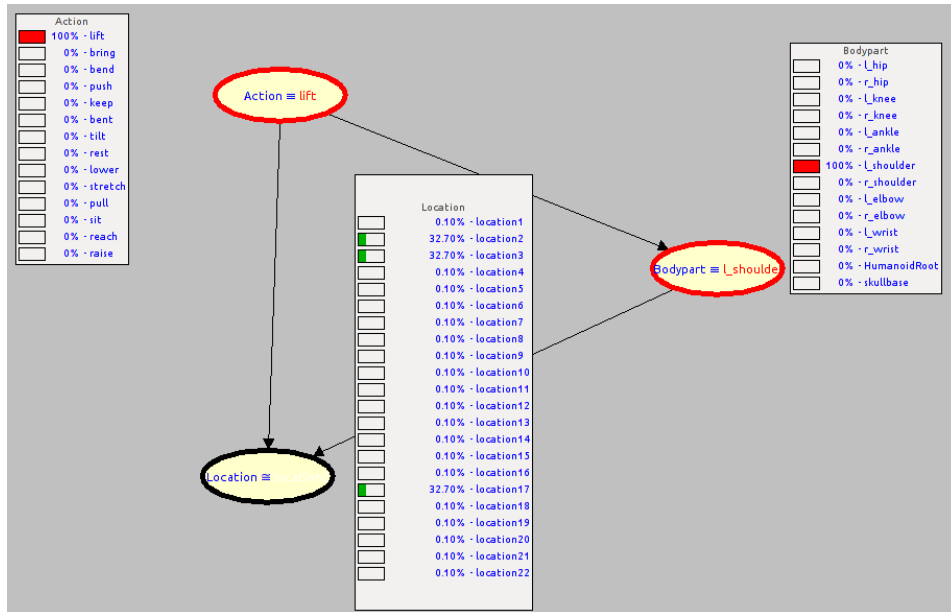 Action
100% - lift
0% - bring
0% - bend
0% - push
0% - keep
0% - bent
0% - tilt
0% - rest
0% - lower
0% - stretch
0% - pull
0% - sit
0% - reach
0% - raise
Action ≡ lift
Bodypart
0% - l_hip
0% - r_hip
0% - l_knee
0% - r_knee
0% - l_ankle
0% - r_ankle
100% - l_shoulder
0% - r_shoulder
0% - l_elbow
0% - r_elbow
0% - l_wrist
0% - r_wrist
0% - HumanoidRoot
0% - skullbase
Bodypart ≡ l_shoulde
Location
0.10% - location1
32.70% - location2
32.70% - location3
0.10% - location4
0.10% - location5
0.10% - location6
0.10% - location7
0.10% - location8
0.10% - location9
0.10% - location10
0.10% - location11
0.10% - location12
0.10% - location13
0.10% - location14
0.10% - location15
0.10% - location16
32.70% - location17
0.10% - location18
0.10% - location19
0.10% - location20
0.10% - location21
0.10% - location22
Location ≅